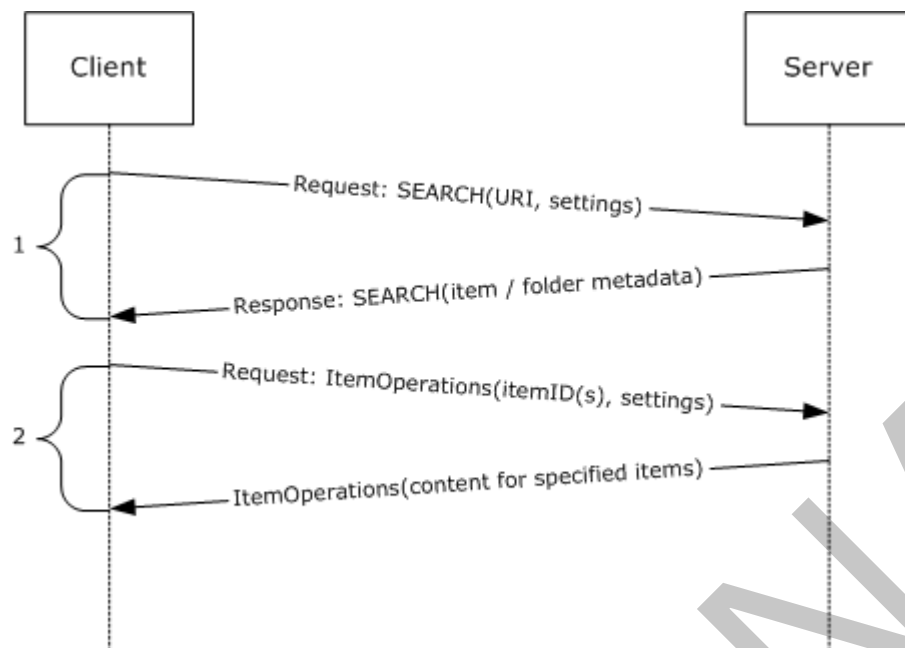 Client
Server
Request: SEARCH(URI, settings)
1
Response: SEARCH(item / folder metadata)
Request: ItemOperations(itemID(s), settings)
2
ItemOperations(content for specified items)